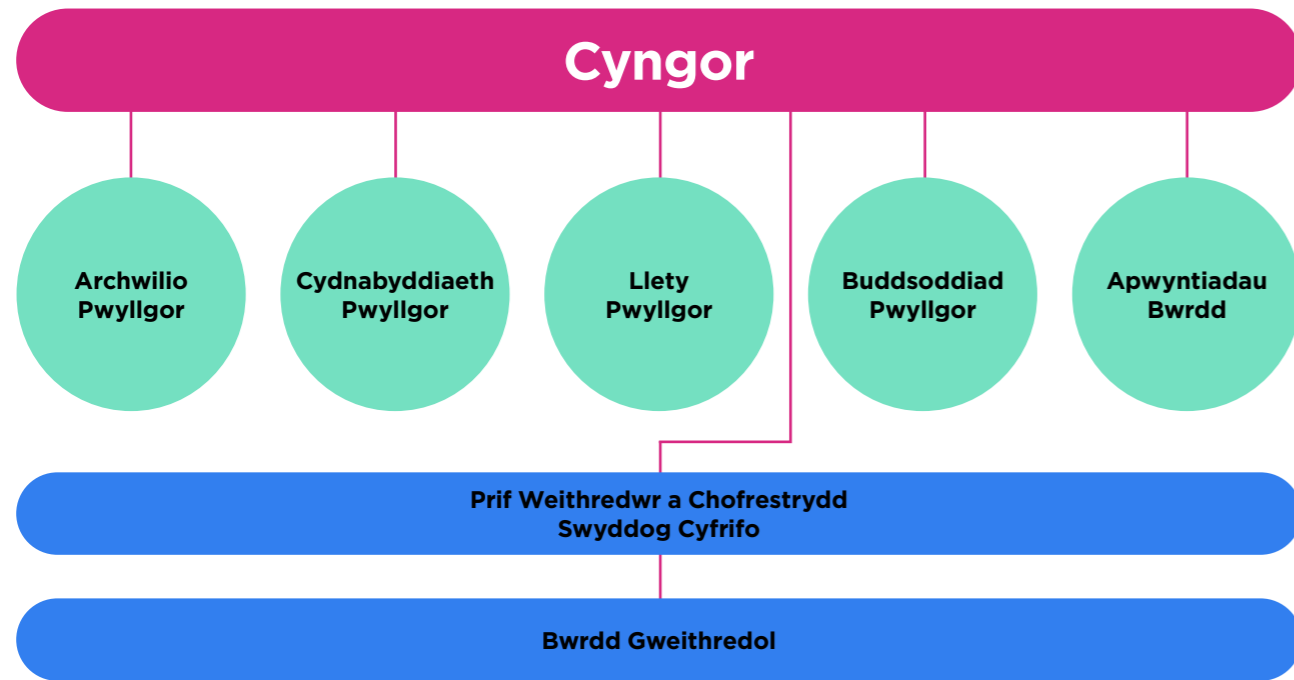 Cyngor
Archwilio
Pwyllgor
Cydnabyddiaeth
Pwyllgor
Llety
Pwyllgor
Buddsoddiad
Pwyllgor
Apwyntiadau
Bwrdd
Prif Weithredwr a Chofrestrydd
Swyddog Cyfrifo
Bwrdd Gweithredol